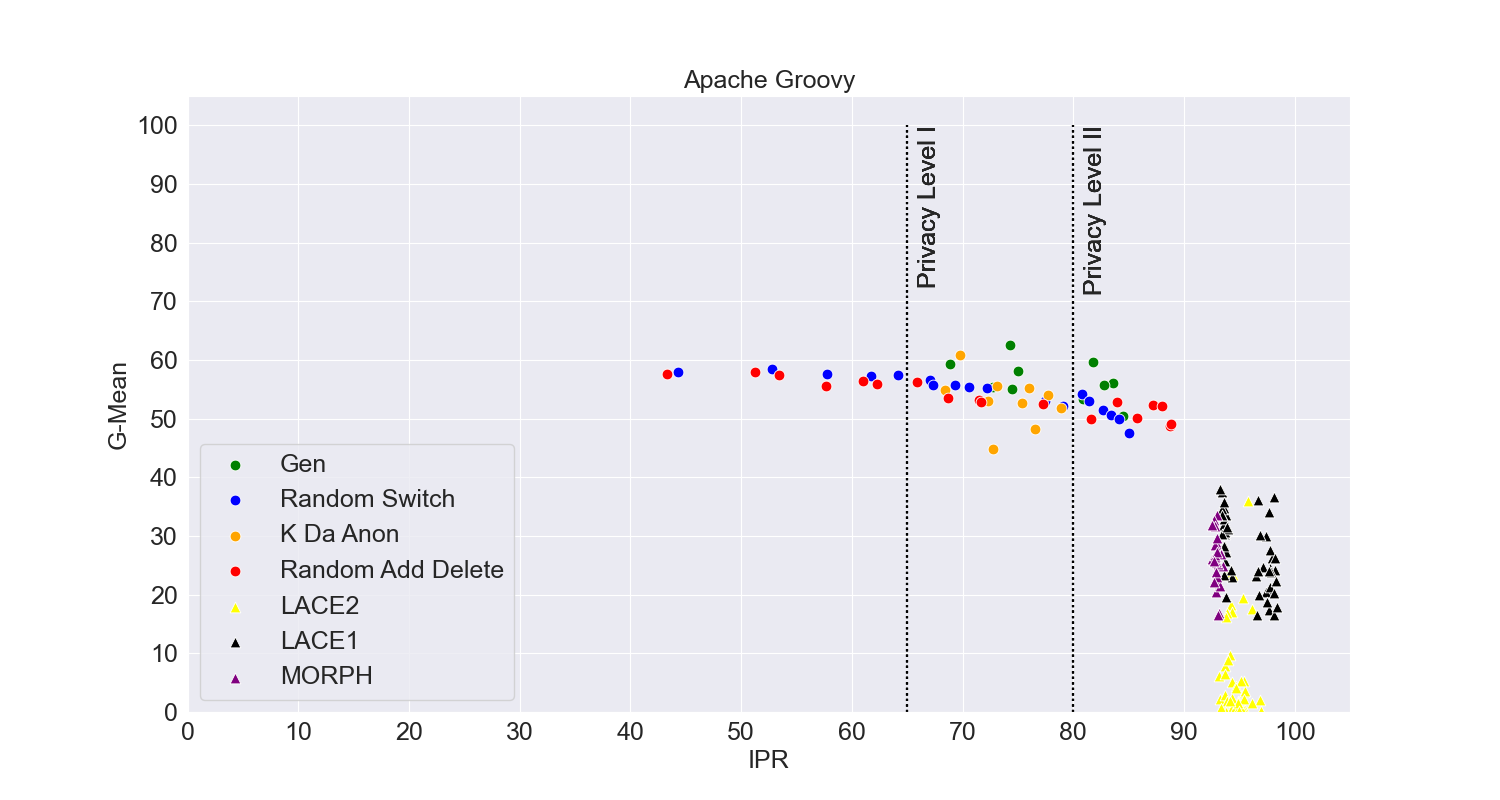 Apache Groovy
100
90
80
70
60
50
40
30
20
10
0
G-Mean
Privacy Level I
Privacy Level II
Gen
Random Switch
K Da Anon
Random Add Delete
LACE2
LACE1
MORPH
0 10 20 30 40 50 60 70 80 90 100
IPR